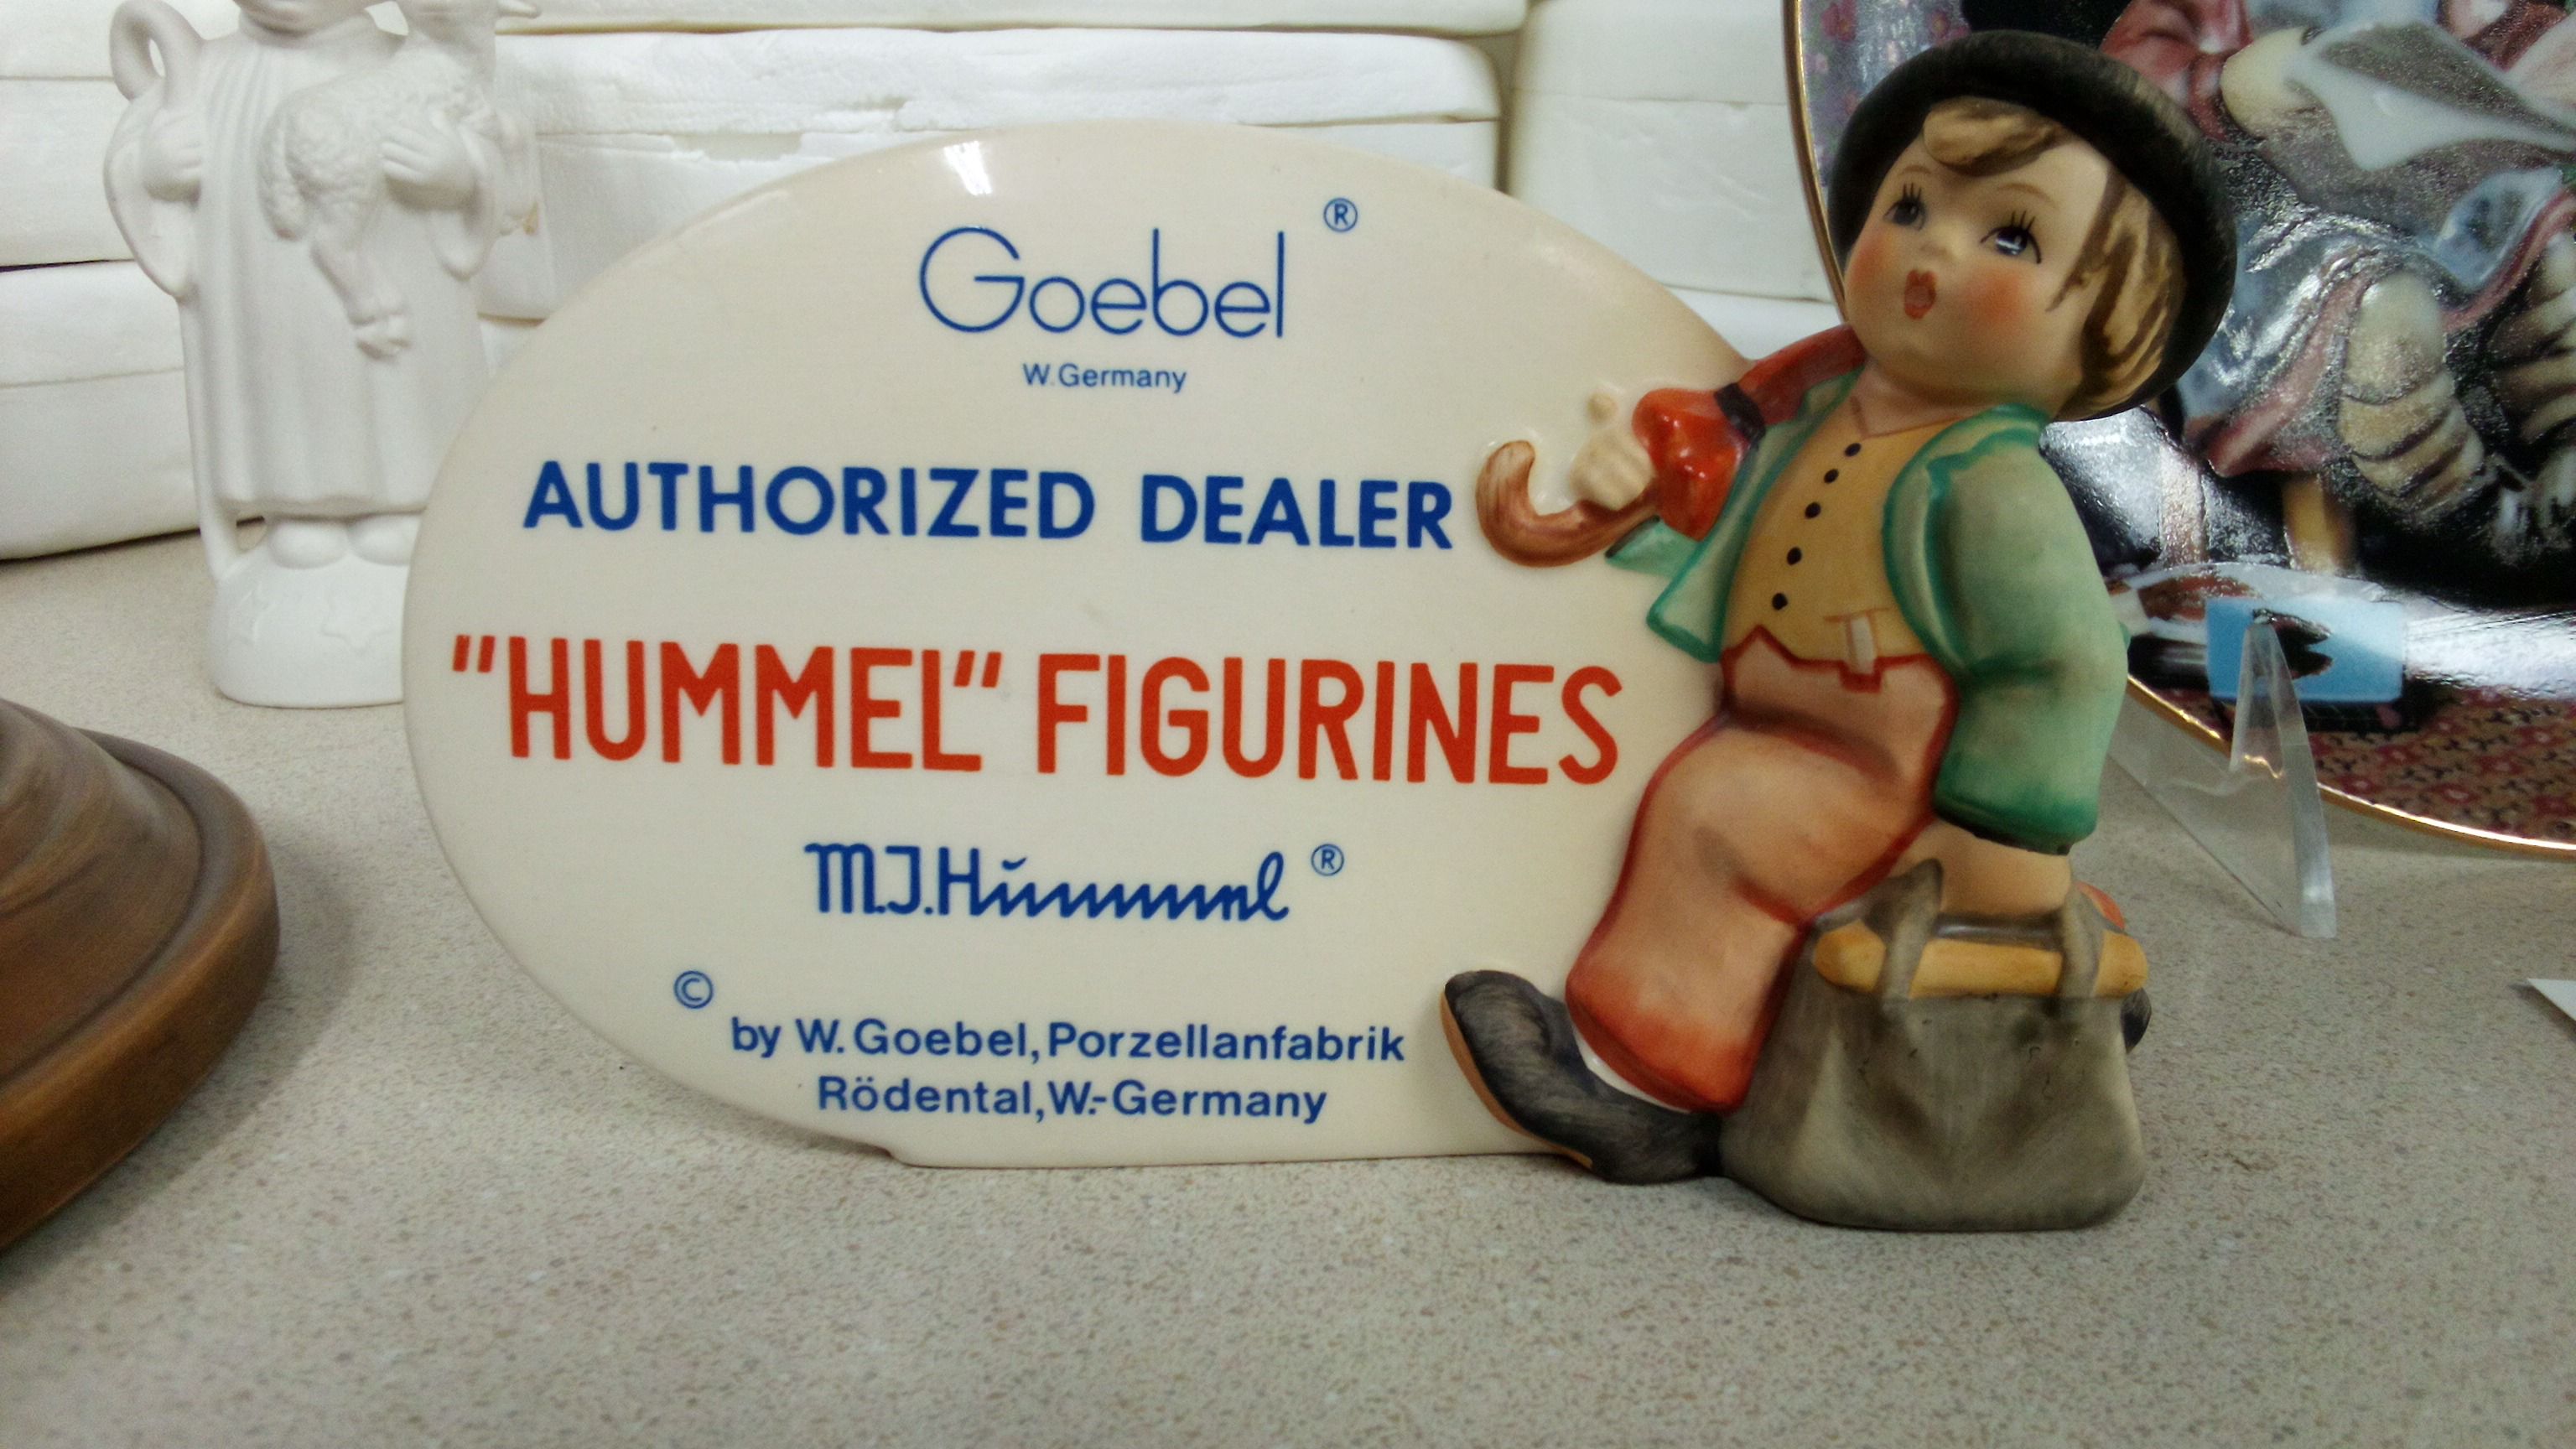 Goebel ®
W. Germany
AUTHORIZED DEALER
"HUMMEL" FIGURINES
M.J.Hummel ®
© by W. Goebel, Porzellanfabrik
Rödental, W.-Germany